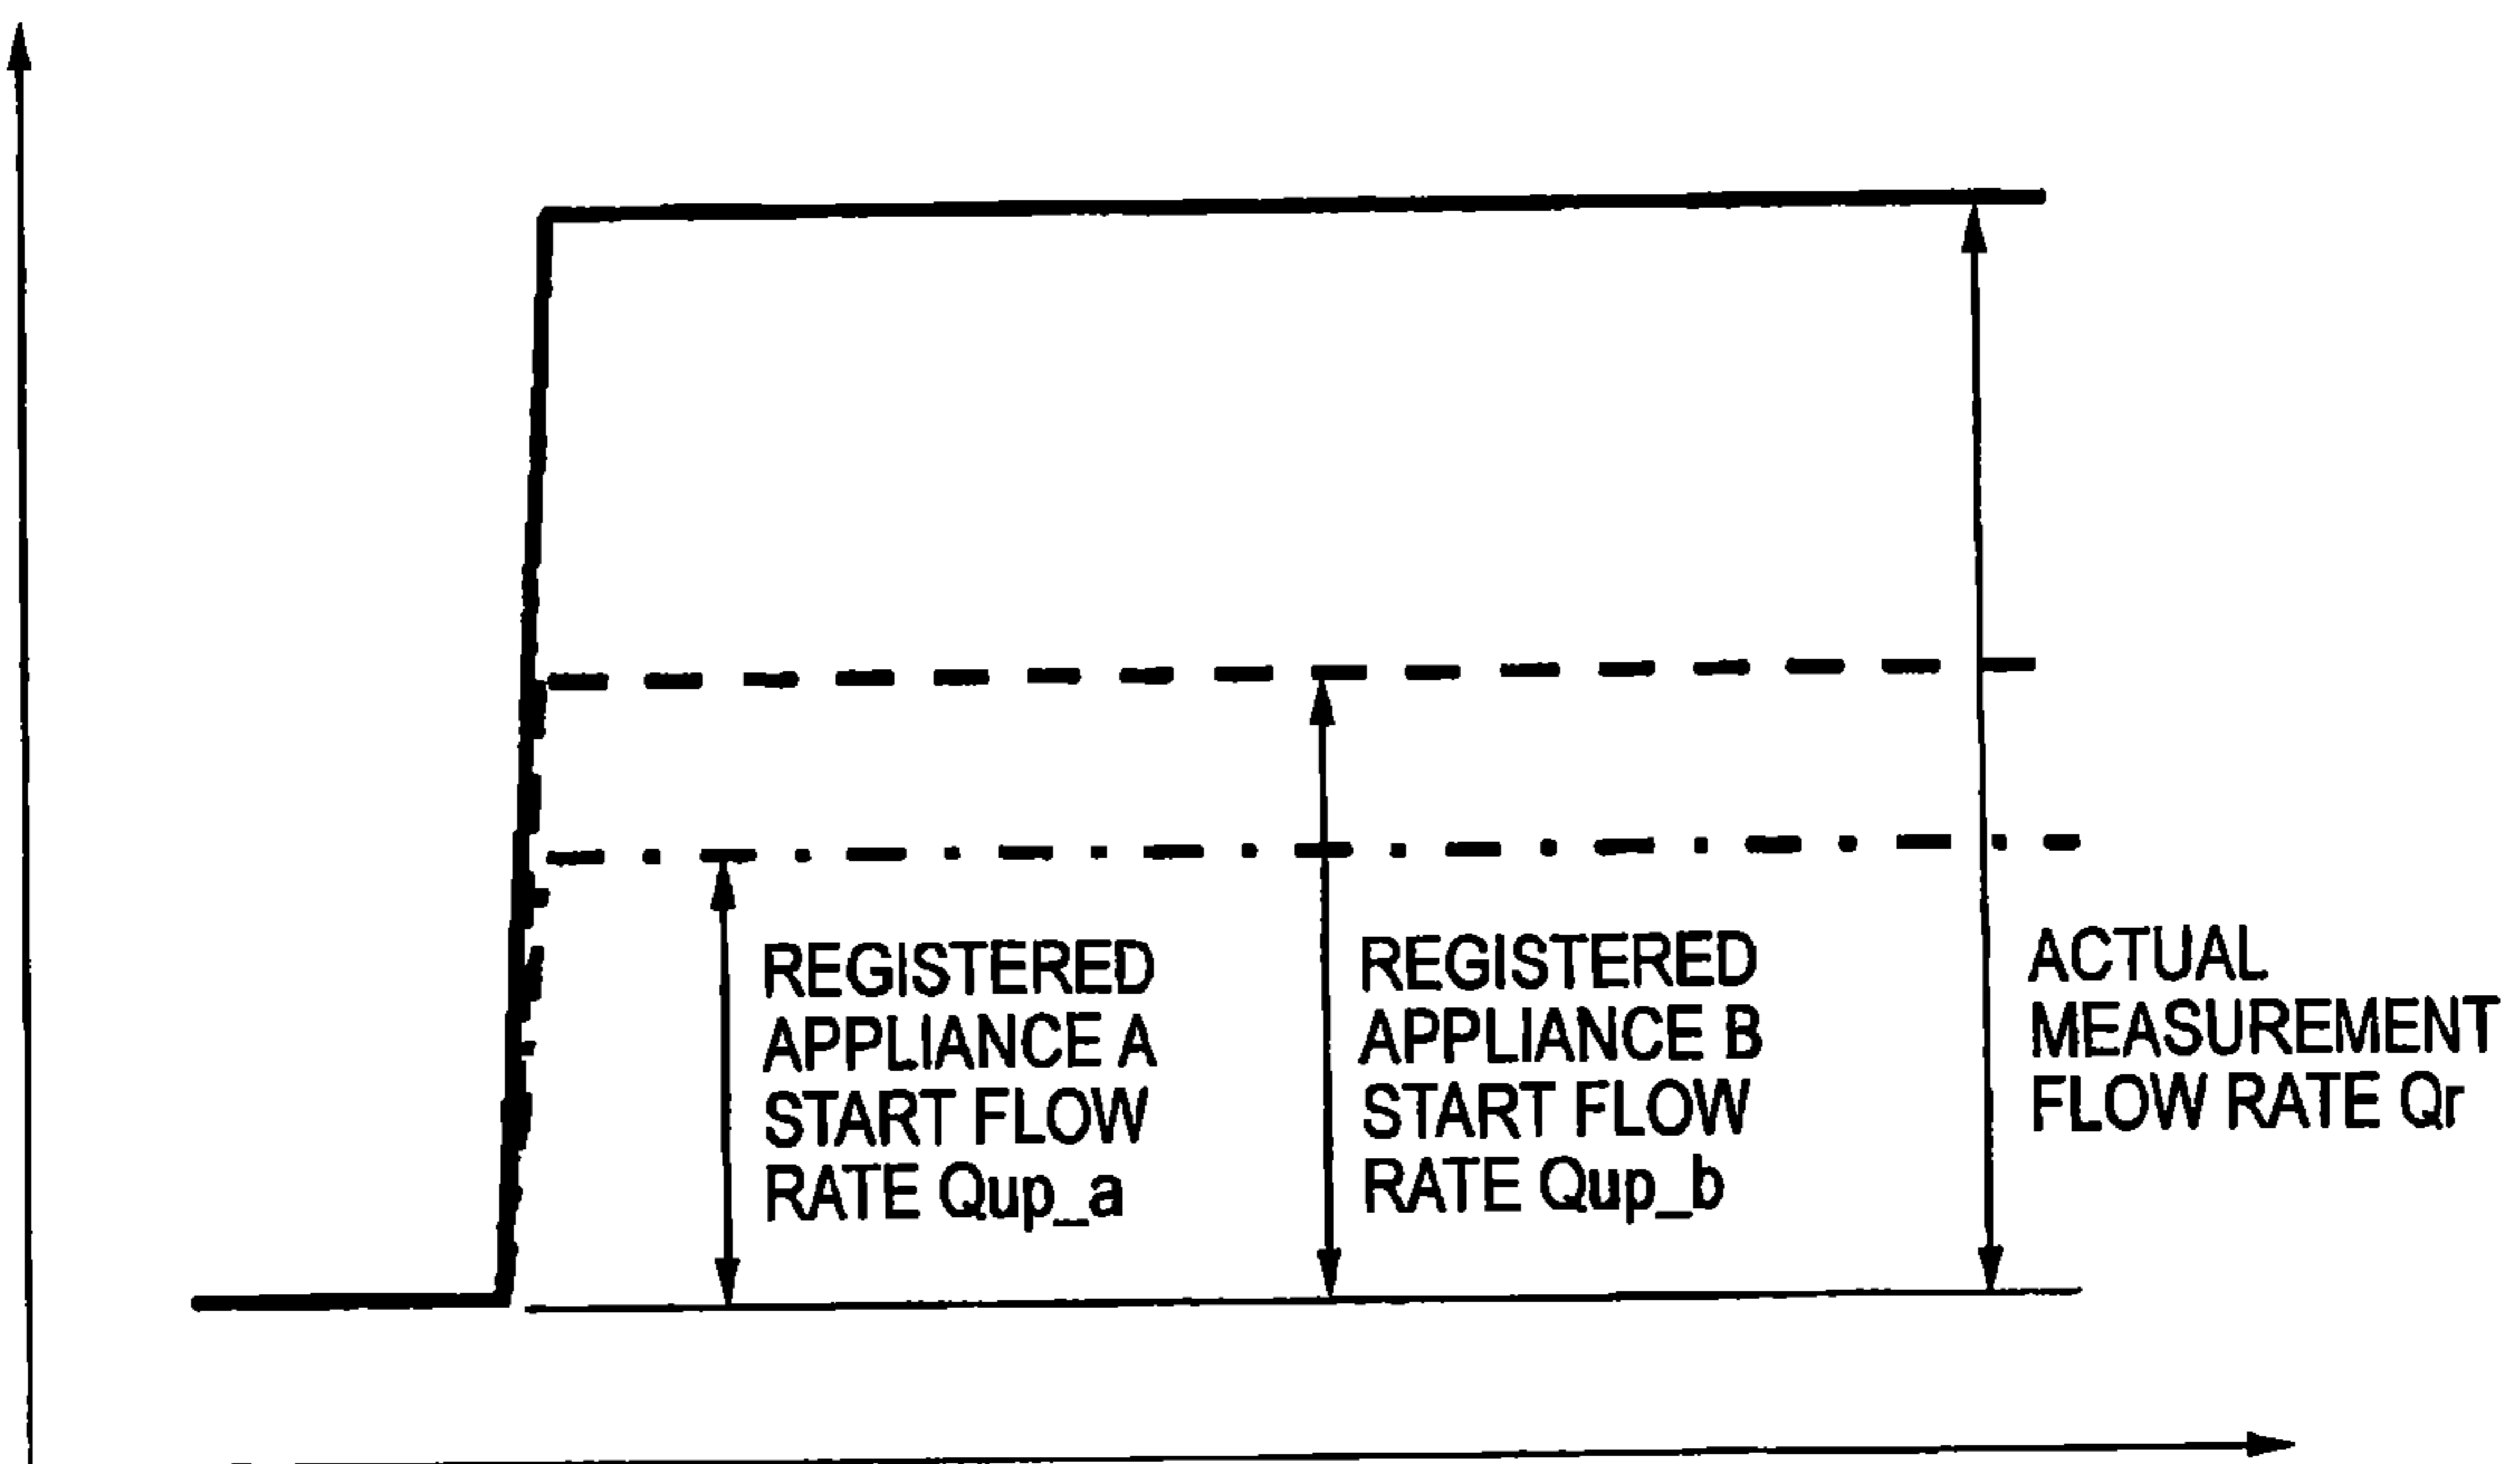 REGISTERED
APPLIANCE A
START FLOW
RATE Qup_a
REGISTERED
APPLIANCE B
START FLOW
RATE Qup_b
ACTUAL
MEASUREMENT
FLOW RATE Qr